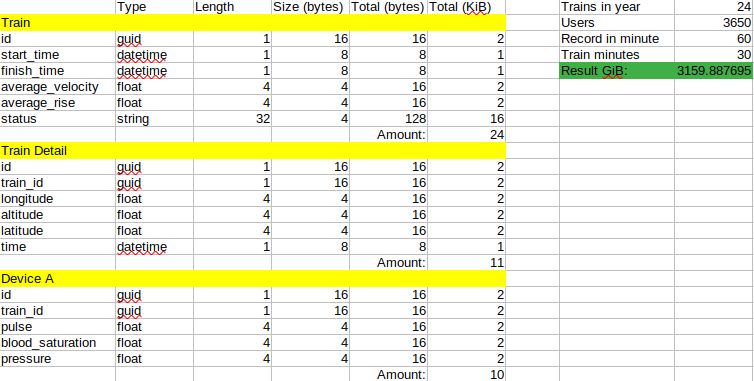 Type Length Size (bytes) Total (bytes) Total (KiB) Trains in year 24
Train Users 3650
id guid 1 16 16 2 Record in minute 60
start_time datetime 1 8 8 1 Train minutes 30
finish_time datetime 1 8 8 1 Result GiB: 3159.887695
average_velocity float 4 4 16 2
average_rise float 4 4 16 2
status string 32 4 128 16
Amount: 24
Train Detail
id guid 1 16 16 2
train_id guid 1 16 16 2
longitude float 4 4 16 2
altitude float 4 4 16 2
latitude float 4 4 16 2
time datetime 1 8 8 1
Amount: 11
Device A
id guid 1 16 16 2
train_id guid 1 16 16 2
pulse float 4 4 16 2
blood_saturation float 4 4 16 2
pressure float 4 4 16 2
Amount: 10